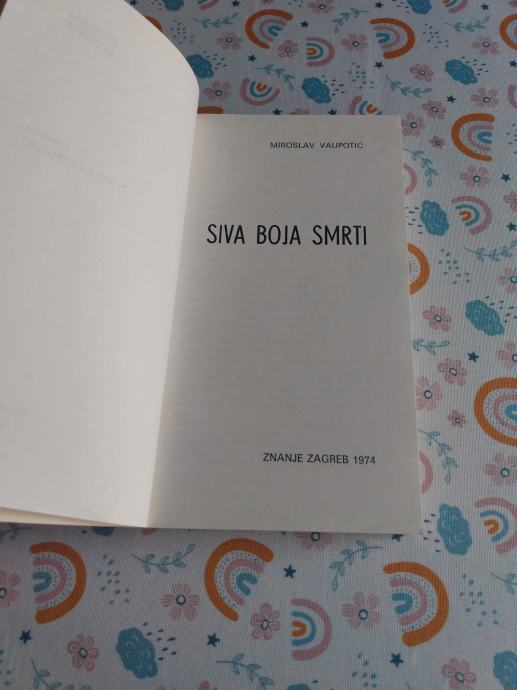 MIROSLAV VAUPOTIĆ
SIVA BOJA SMRTI
ZNANJE ZAGREB 1974